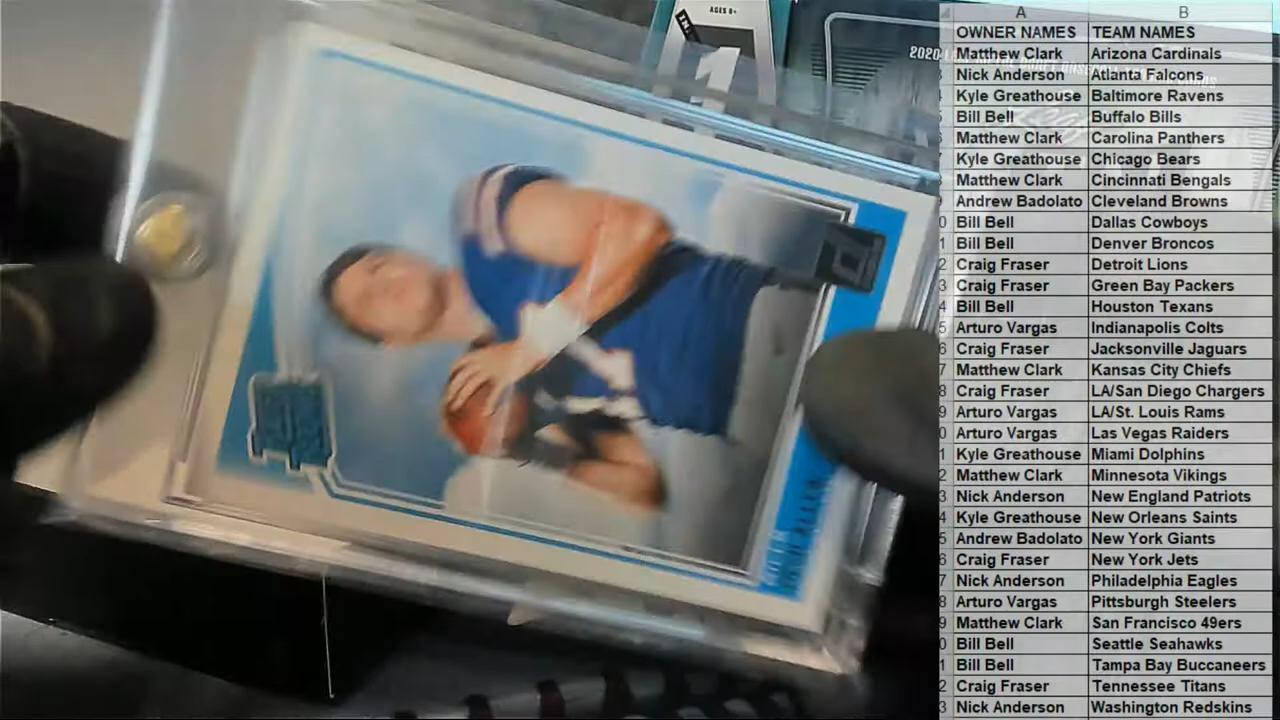 AGES 8+
1
2020
A B
OWNER NAMES TEAM NAMES
Matthew Clark Arizona Cardinals
Nick Anderson Atlanta Falcons
Kyle Greathouse Baltimore Ravens
Bill Bell Buffalo Bills
Matthew Clark Carolina Panthers
Kyle Greathouse Chicago Bears
Matthew Clark Cincinnati Bengals
Andrew Badolato Cleveland Browns
Bill Bell Dallas Cowboys
Bill Bell Denver Broncos
Craig Fraser Detroit Lions
Craig Fraser Green Bay Packers
Bill Bell Houston Texans
Arturo Vargas Indianapolis Colts
Craig Fraser Jacksonville Jaguars
Matthew Clark Kansas City Chiefs
Craig Fraser LA/San Diego Chargers
Arturo Vargas LA/St. Louis Rams
Arturo Vargas Las Vegas Raiders
Kyle Greathouse Miami Dolphins
Matthew Clark Minnesota Vikings
Nick Anderson New England Patriots
Kyle Greathouse New Orleans Saints
Andrew Badolato New York Giants
Craig Fraser New York Jets
Nick Anderson Philadelphia Eagles
Arturo Vargas Pittsburgh Steelers
Matthew Clark San Francisco 49ers
Bill Bell Seattle Seahawks
Bill Bell Tampa Bay Buccaneers
Craig Fraser Tennessee Titans
Nick Anderson Washington Redskins